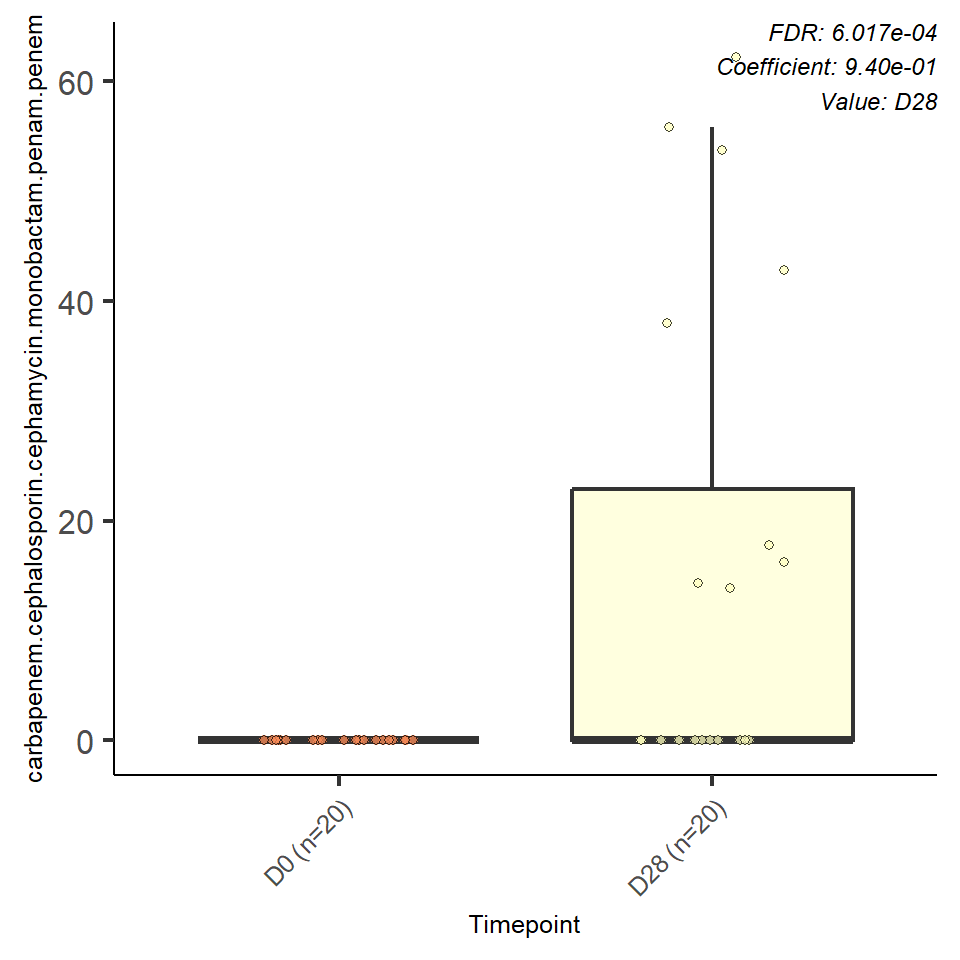 FDR: 6.017e-04
Coefficient: 9.40e-01
Value: D28
carbapenem.cephalosporin.cephamycin.monobactam.penam.penem
60
40
20
0
D0 (n=20)
D28 (n=20)
Timepoint